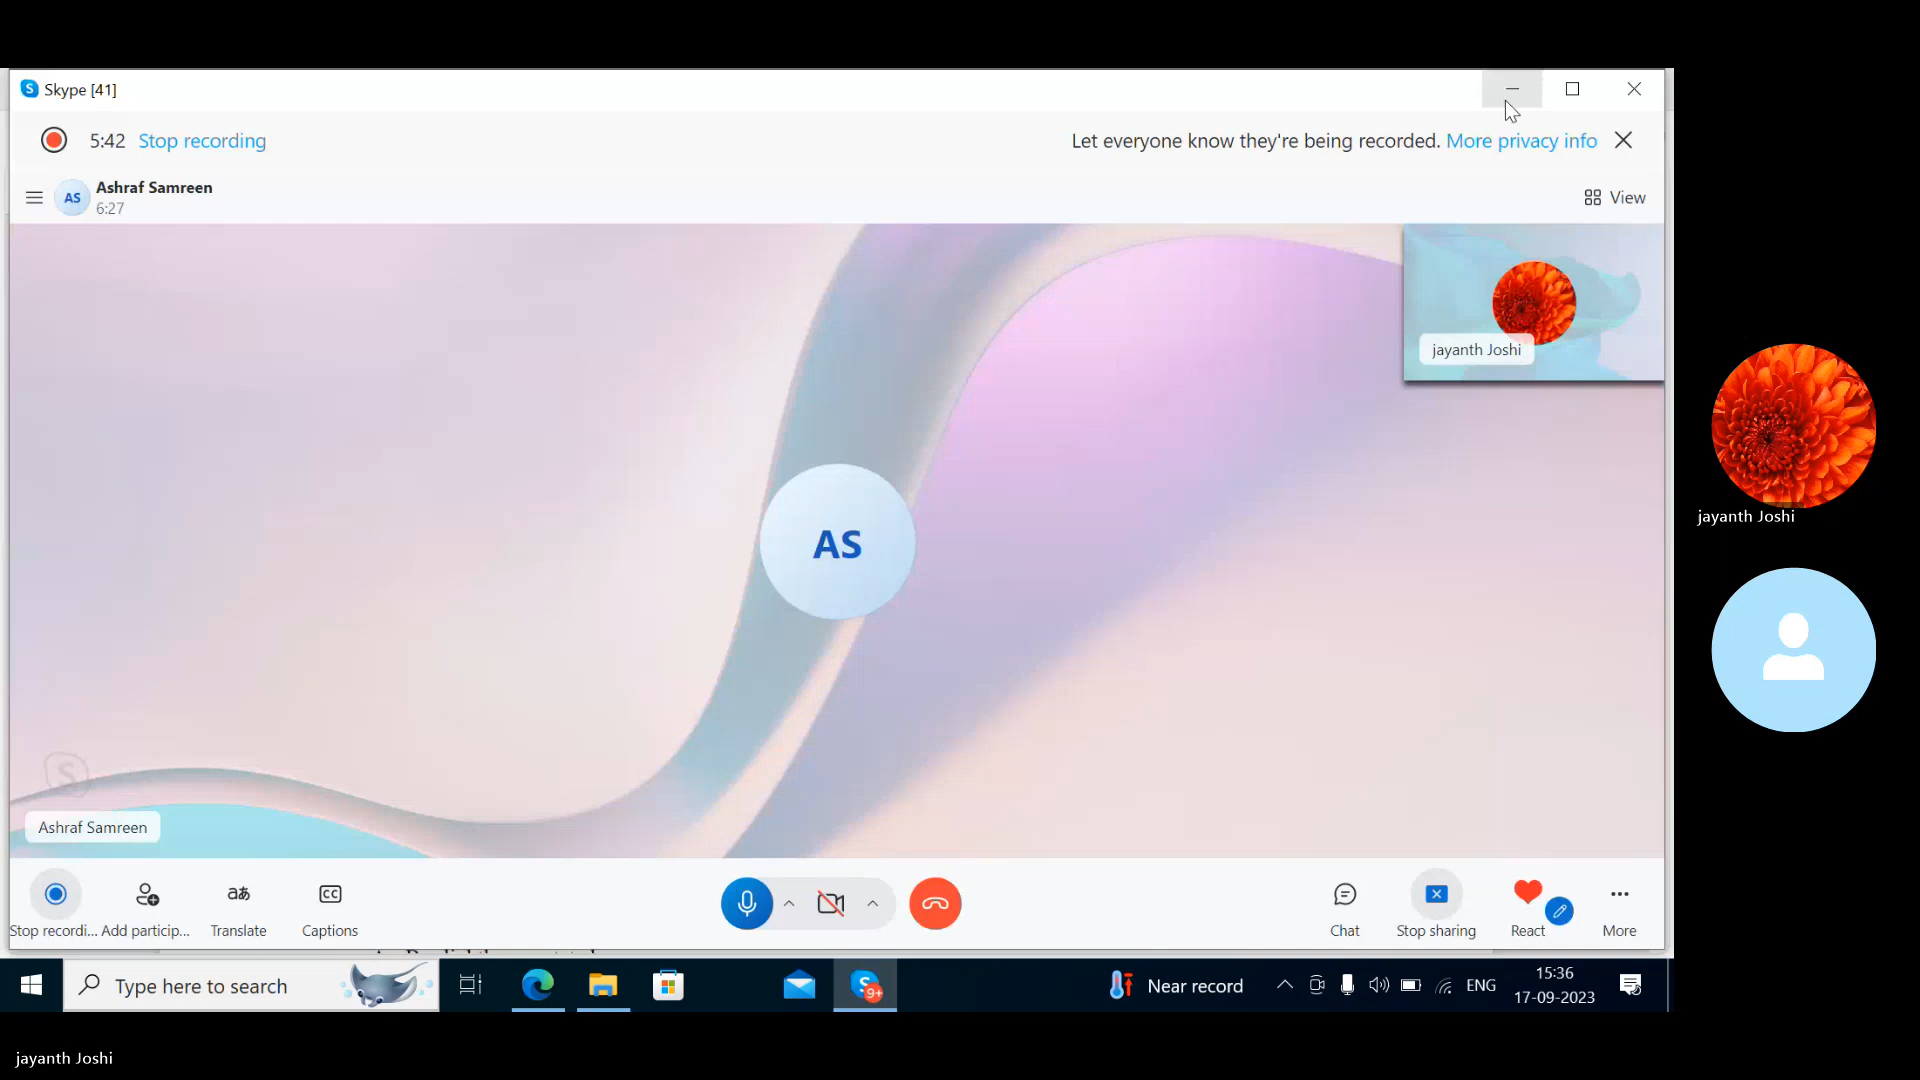 Skype [41]
5:42 Stop recording
Let everyone know they're being recorded. More privacy info
AS
Ashraf Samreen
6:27
View
jayanth Joshi
AS
jayanth Joshi
Ashraf Samreen
Stop recordi...
Add particip...
Translate
Captions
Chat
Stop sharing
React
More
Type here to search
9+
Near record
ENG
15:36
17-09-2023
jayanth Joshi